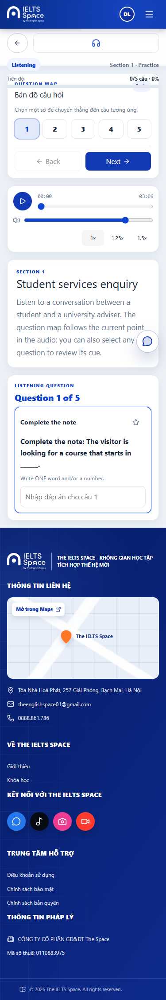 IELTS
Space
by The English Space
DL
Listening
Section 1 · Practice
Tiến độ
0/5 câu · 0%
QUESTION MAP
Bản đồ câu hỏi
Chọn một số để chuyển thẳng đến câu tương ứng.
1 2 3 4 5
Back
Next
00:00
03:06
1x 1.25x 1.5x
SECTION 1
Student services enquiry
Listen to a conversation between a
student and a university adviser. The
question map follows the current point
in the audio; you can also select any
question to review its cue.
LISTENING QUESTION
Question 1 of 5
Complete the note
Complete the note: The visitor is
looking for a course that starts in
_____.
Write ONE word and/or a number.
Nhập đáp án cho câu 1
IELTS
Space
by The English Space
THE IELTS SPACE - KHÔNG GIAN HỌC TẬP
TÍCH HỢP THẾ HỆ MỚI
THÔNG TIN LIÊN HỆ
Mở trong Maps
The IELTS Space
Tòa Nhà Hoà Phát, 257 Giải Phóng, Bạch Mai, Hà Nội
theenglishspace01@gmail.com
0888.861.786
VỀ THE IELTS SPACE
Giới thiệu
Khóa học
KẾT NỐI VỚI THE IELTS SPACE
TRUNG TÂM HỖ TRỢ
Điều khoản sử dụng
Chính sách bảo mật
Chính sách bản quyền
THÔNG TIN PHÁP LÝ
CÔNG TY CỔ PHẦN GD&ĐT The Space
Mã số thuế: 0110883975
© 2026 The IELTS Space. All rights reserved.